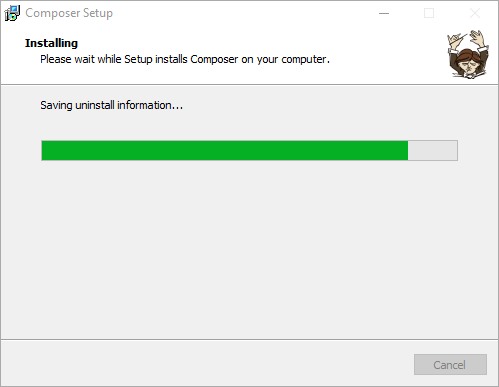 Composer Setup
Installing
Please wait while Setup installs Composer on your computer.
Saving uninstall information...
Cancel